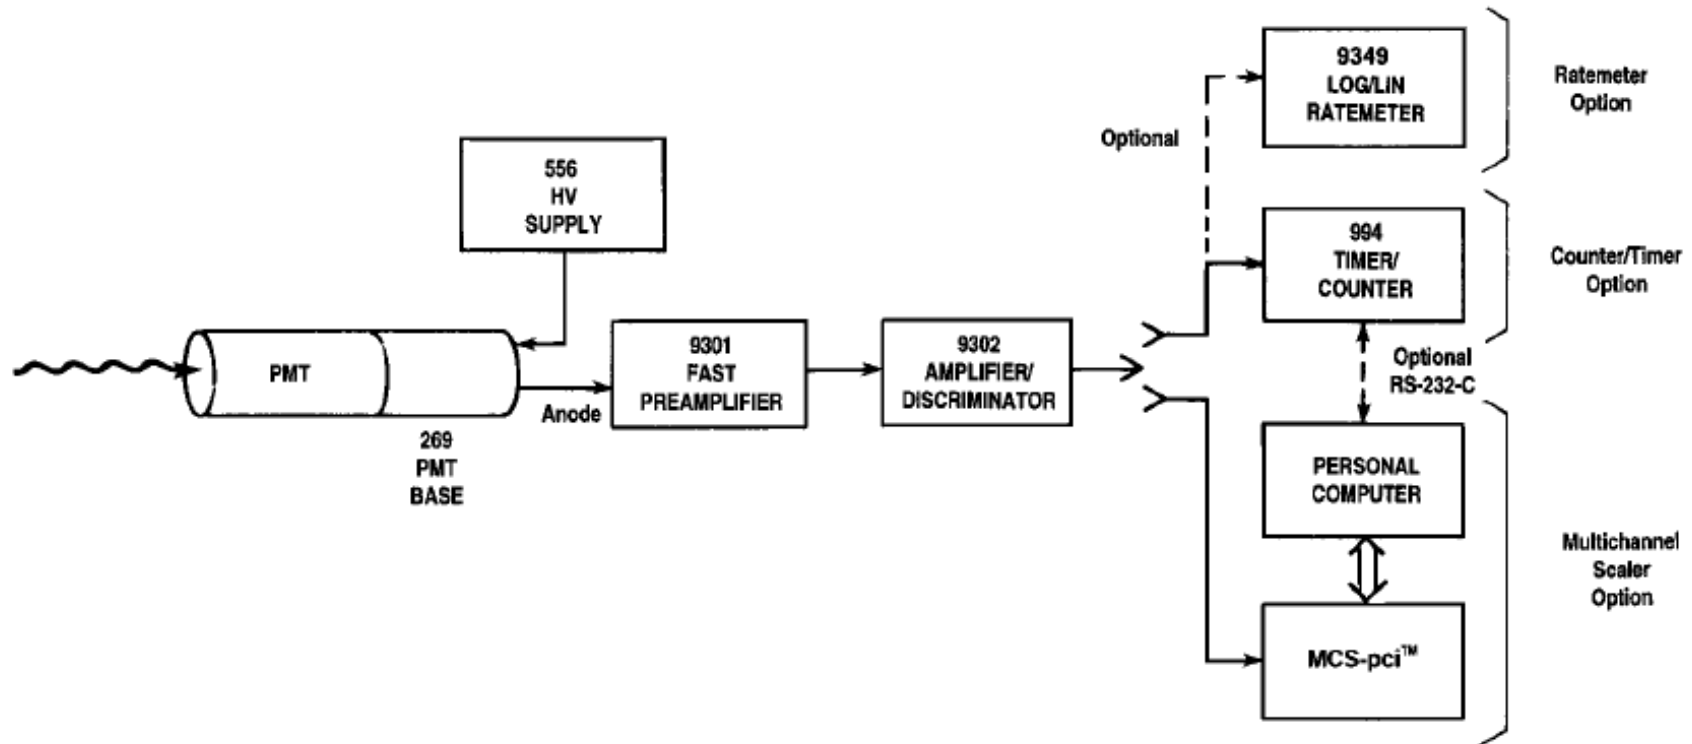 9349
LOG/LIN
RATEMETER
Ratemeter
Option
Optional
556
HV
SUPPLY
994
TIMER/
COUNTER
Counter/Timer
Option
PMT
269
PMT
BASE
Anode
9301
FAST
PREAMPLIFIER
9302
AMPLIFIER/
DISCRIMINATOR
Optional
RS-232-C
PERSONAL
COMPUTER
Multichannel
Scaler
Option
MCS-pci™